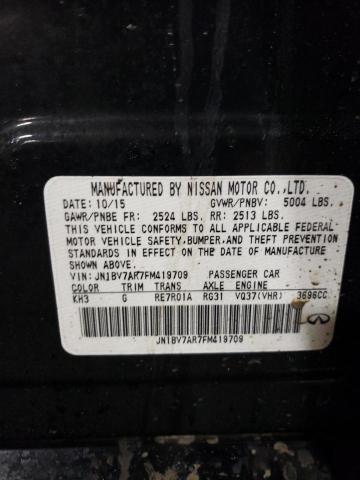 MANUFACTURED BY NISSAN MOTOR CO.,LTD.
DATE: 10/15 GVWR/PNBV: 5004 LBS.
GAWR/PNBE FR: 2524 LBS. RR: 2513 LBS.
THIS VEHICLE CONFORMS TO ALL APPLICABLE FEDERAL
MOTOR VEHICLE SAFETY, BUMPER, AND THEFT PREVENTION
STANDARDS IN EFFECT ON THE DATE OF MANUFACTURE
SHOWN ABOVE.
VIN: JN1BV7AR7FM419709 PASSENGER CAR
COLOR TRIM TRANS AXLE ENGINE
KH3 G RE7R01A RG31 VQ37(VHR) 3696CC
JN1BV7AR7FM419709